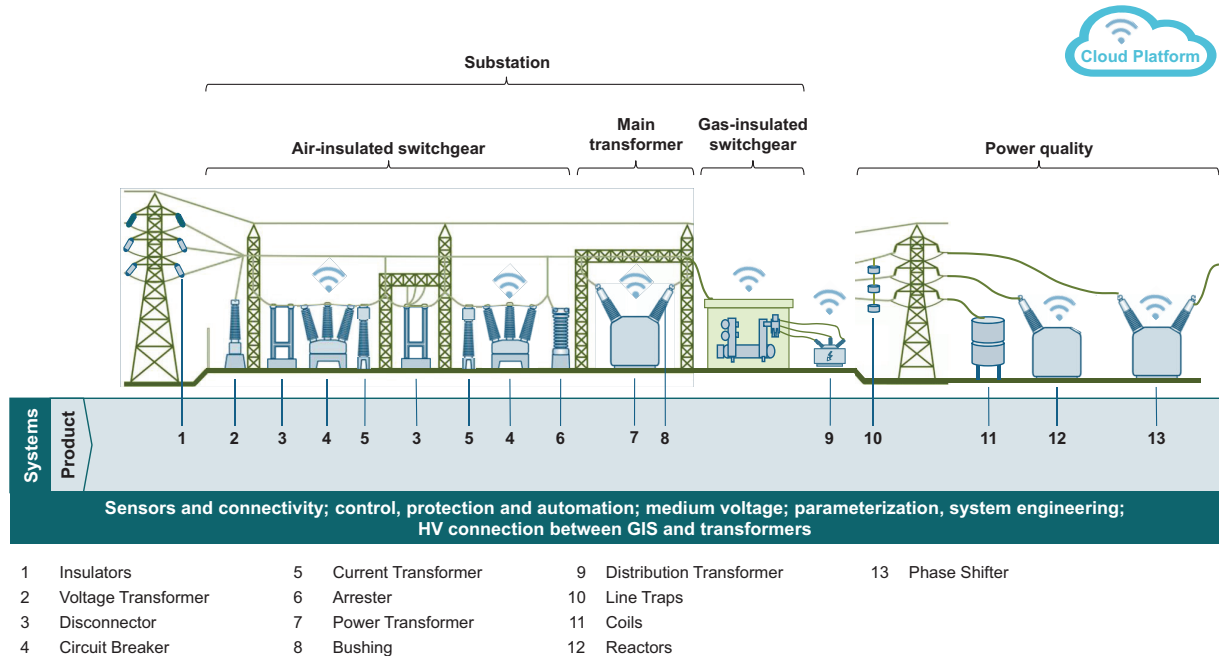 Cloud Platform
Substation
Air-insulated switchgear
Main
transformer
Gas-insulated
switchgear
Power quality
Systems
Product
1 2 3 4 5 3 5 4 6 7 8 9 10 11 12 13
Sensors and connectivity; control, protection and automation; medium voltage; parameterization, system engineering;
HV connection between GIS and transformers
1 Insulators
2 Voltage Transformer
3 Disconnector
4 Circuit Breaker
5 Current Transformer
6 Arrester
7 Power Transformer
8 Bushing
9 Distribution Transformer
10 Line Traps
11 Coils
12 Reactors
13 Phase Shifter